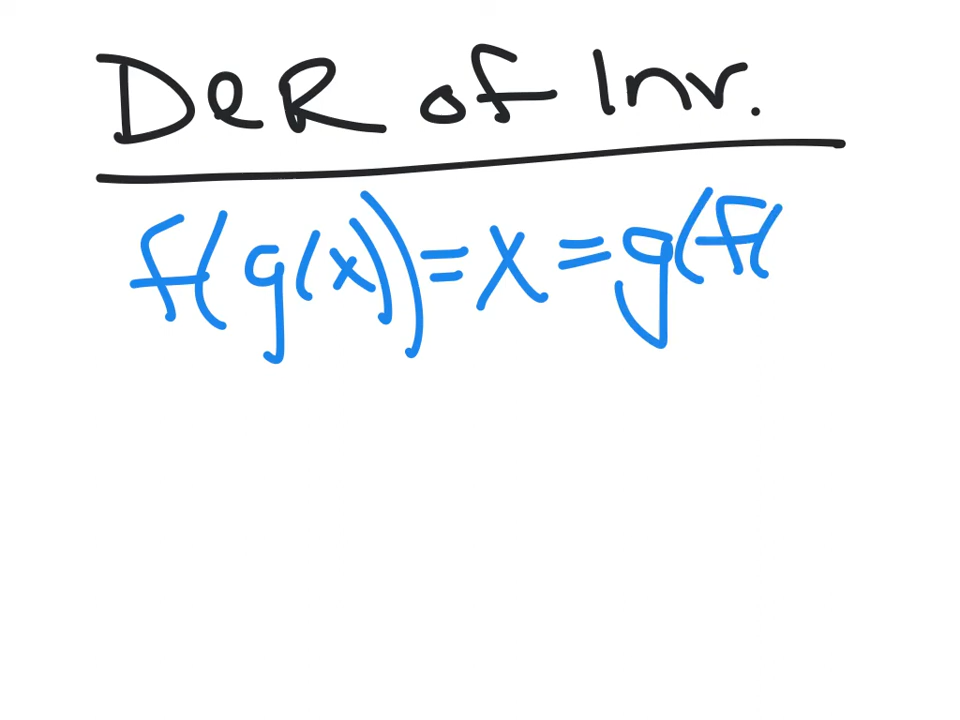 DeR of Inv.
f(g(x))=x=g(f(